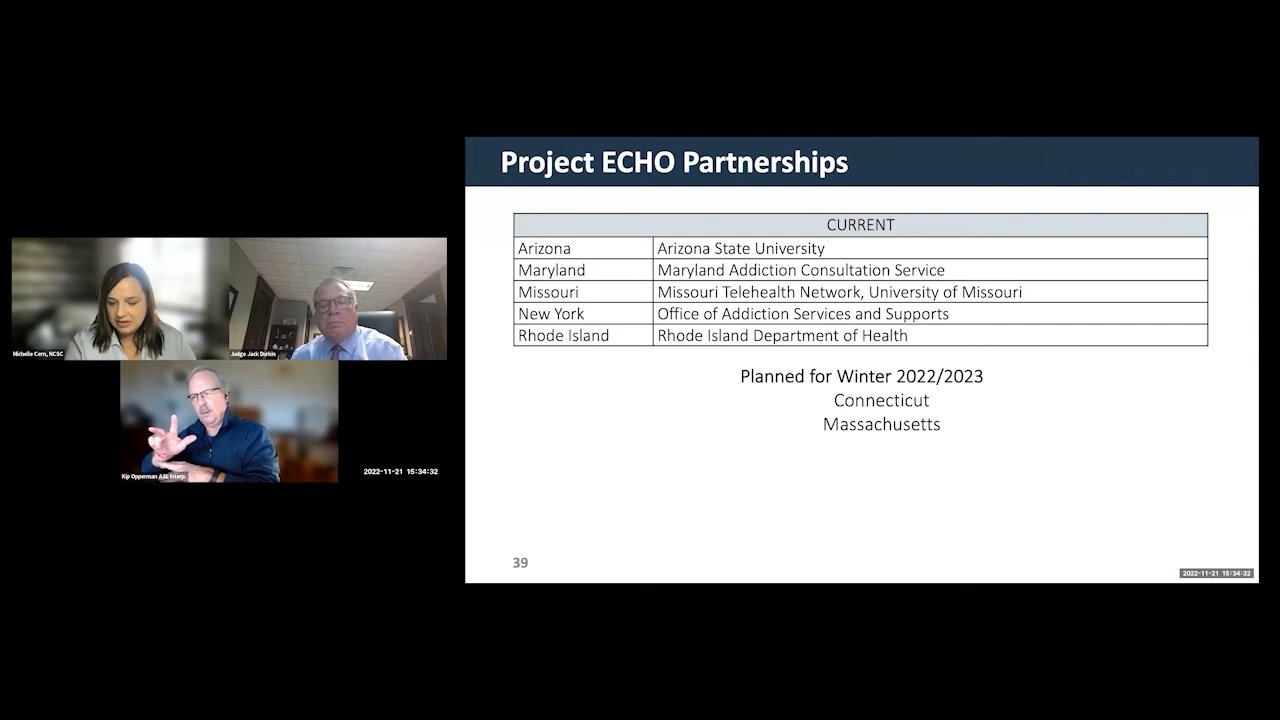 Project ECHO Partnerships
CURRENT
Arizona Arizona State University
Maryland Maryland Addiction Consultation Service
Missouri Missouri Telehealth Network, University of Missouri
New York Office of Addiction Services and Supports
Rhode Island Rhode Island Department of Health
Planned for Winter 2022/2023
Connecticut
Massachusetts
39
2022-11-21 15:34:32
Michelle Cern, NCSC
Judge Jack Durkin
Kip Opperman ASL Interp.
2022-11-21 15:34:32